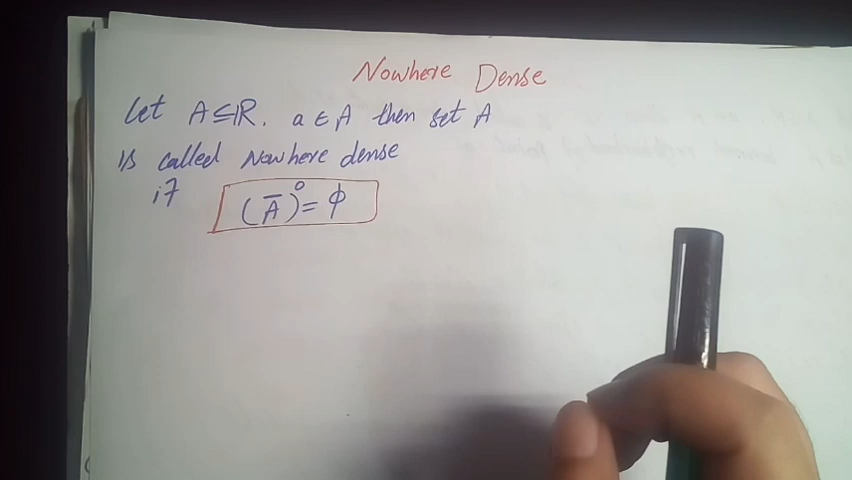 Nowhere Dense
Let A⊆ℝ. a∈A then set A
is called Nowhere dense
if (A̅)° = ϕ